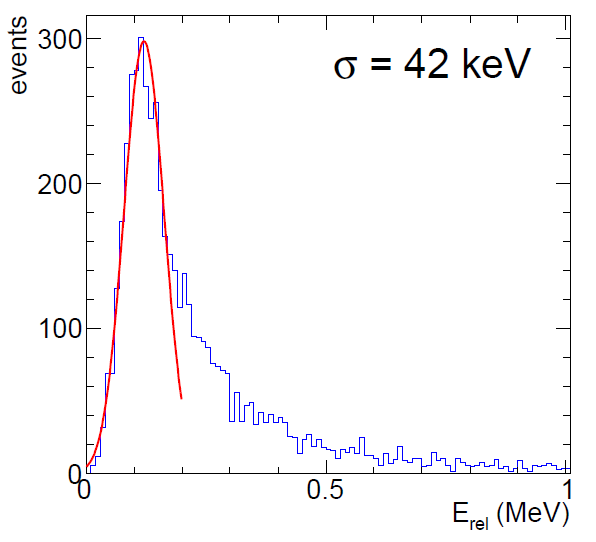 events
300
σ = 42 keV
200
100
0
0 0.5 1
E_rel (MeV)